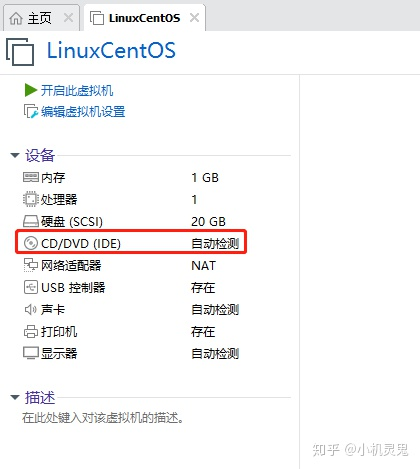 主页 LinuxCentOS
LinuxCentOS
开启此虚拟机
编辑虚拟机设置
设备
内存 1 GB
处理器 1
硬盘 (SCSI) 20 GB
CD/DVD (IDE) 自动检测
网络适配器 NAT
USB 控制器 存在
声卡 自动检测
打印机 存在
显示器 自动检测
描述
在此处键入对该虚拟机的描述。
知乎 @小机灵鬼